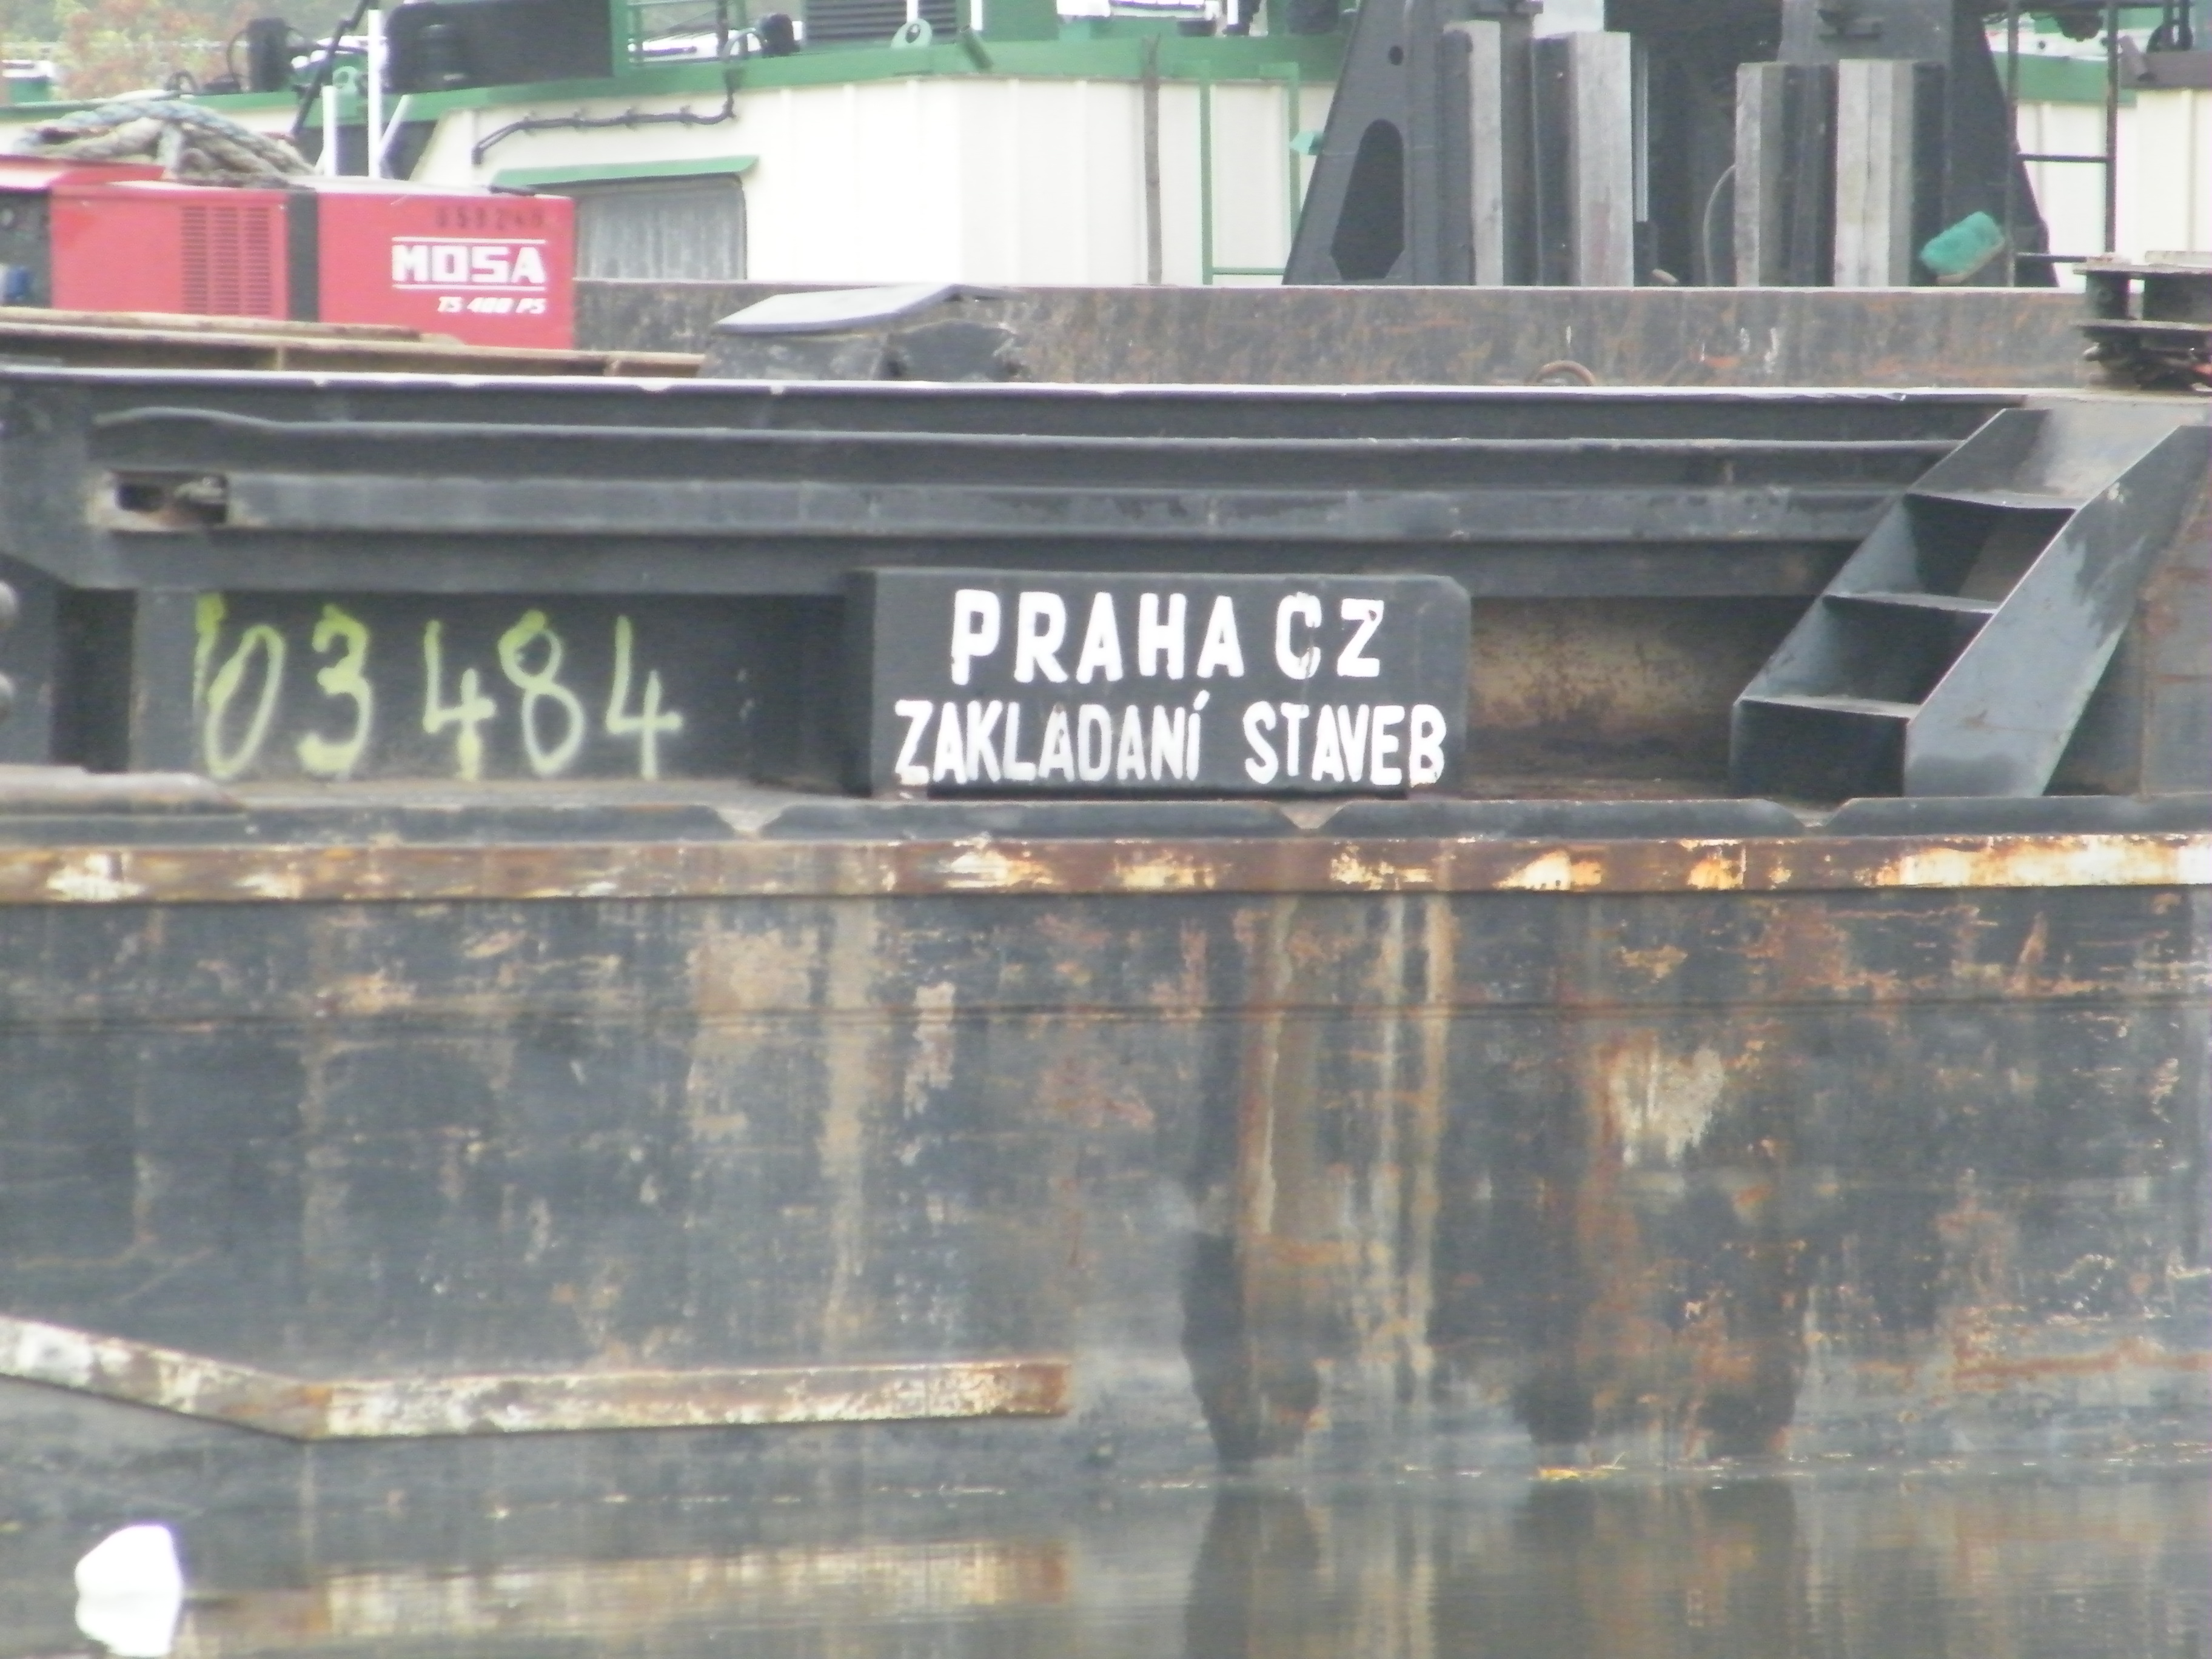 MOSA
TS 400 PS
03484
PRAHA CZ
ZAKLADANÍ STAVEB